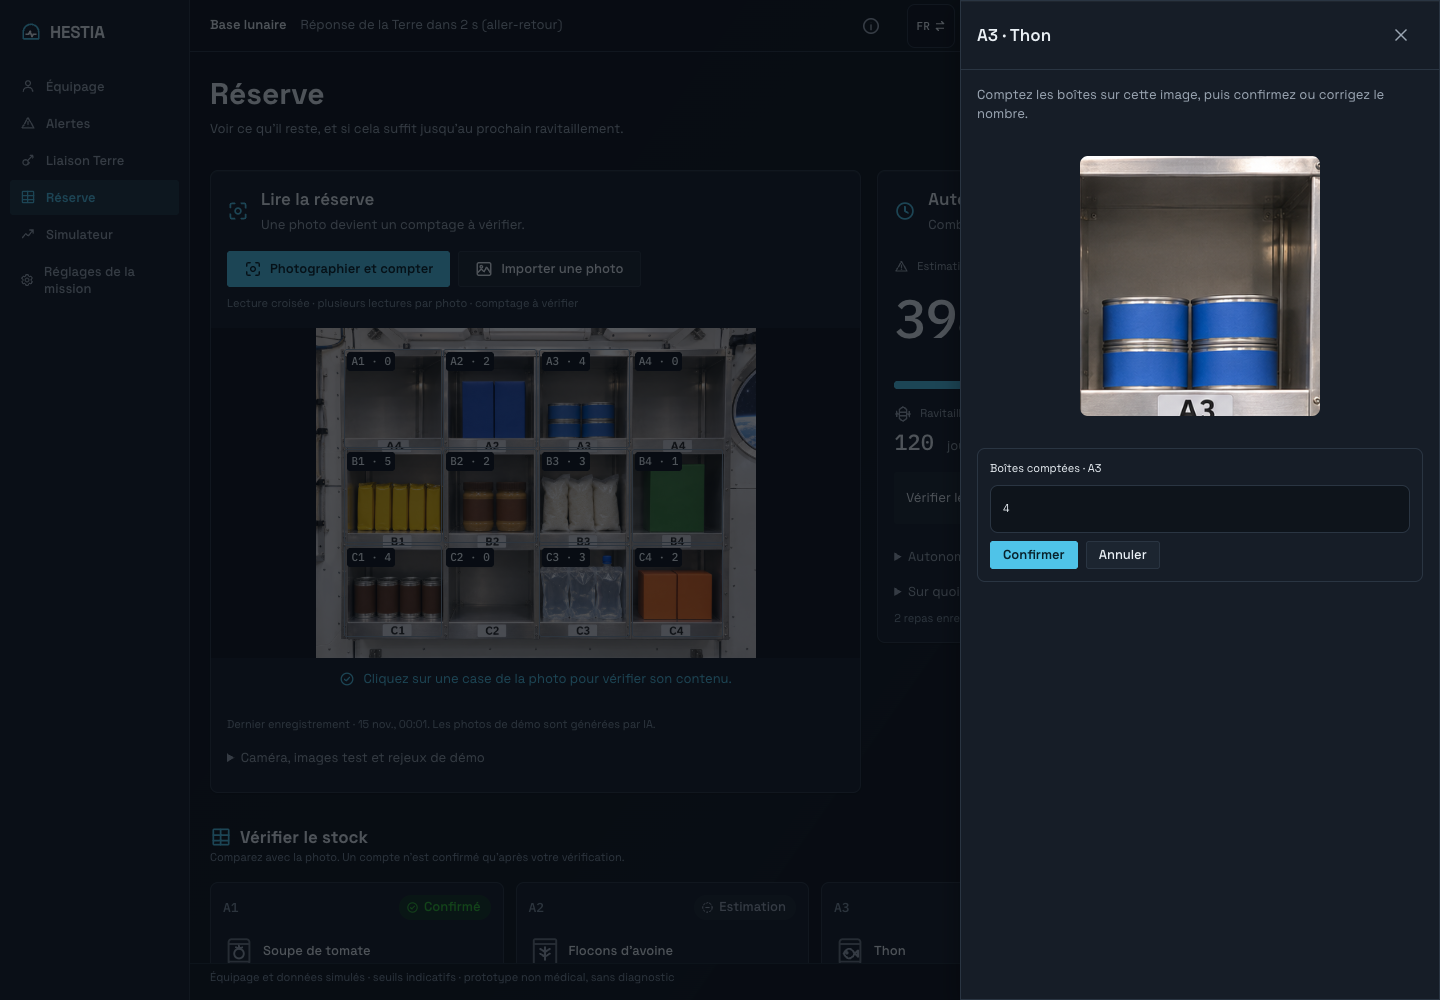 HESTIA
Équipage
Alertes
Liaison Terre
Réserve
Simulateur
Réglages de la
mission
Base lunaire
Réponse de la Terre dans 2 s (aller-retour)
FR
Réserve
Voir ce qu'il reste, et si cela suffit jusqu'au prochain ravitaillement.
Lire la réserve
Une photo devient un comptage à vérifier.
Photographier et compter
Importer une photo
Lecture croisée · plusieurs lectures par photo · comptage à vérifier
A1 · 0
A2 · 2
A3 · 4
A4 · 0
A2
A3
A4
B1 · 5
B2 · 2
B3 · 3
B4 · 1
B1
B2
B3
B4
C1 · 4
C2 · 0
C3 · 3
C4 · 2
C1
C2
C3
C4
Cliquez sur une case de la photo pour vérifier son contenu.
Dernier enregistrement · 15 nov., 00:01. Les photos de démo sont générées par IA.
Caméra, images test et rejeux de démo
120
Vérifier
Sur quoi
2 repas
Vérifier le stock
Comparez avec la photo. Un compte n'est confirmé qu'après votre vérification.
A1
Confirmé
Soupe de tomate
A2
Estimation
Flocons d'avoine
A3
Thon
Équipage et données simulés · seuils indicatifs · prototype non médical, sans diagnostic
A3 · Thon
Comptez les boîtes sur cette image, puis confirmez ou corrigez le
nombre.
A3
Boîtes comptées · A3
4
Confirmer
Annuler